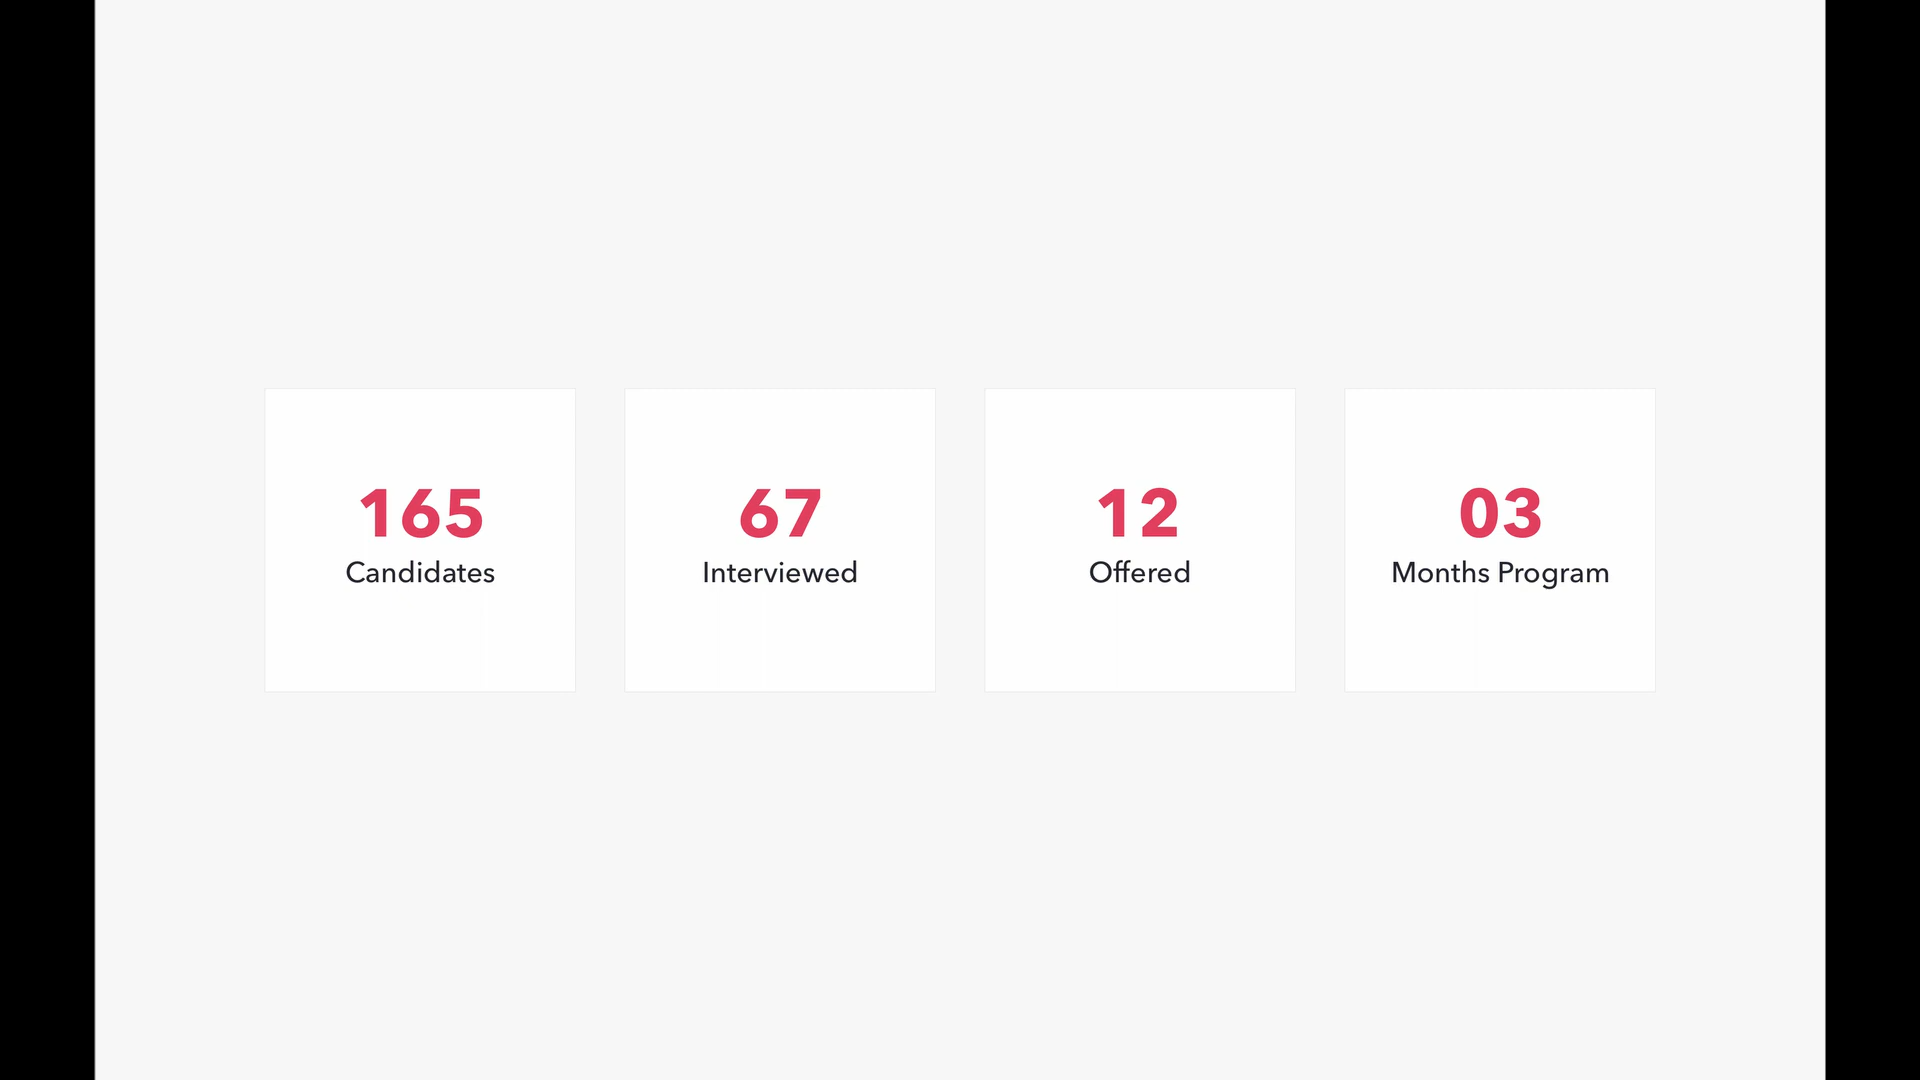 165
Candidates
67
Interviewed
12
Offered
03
Months Program